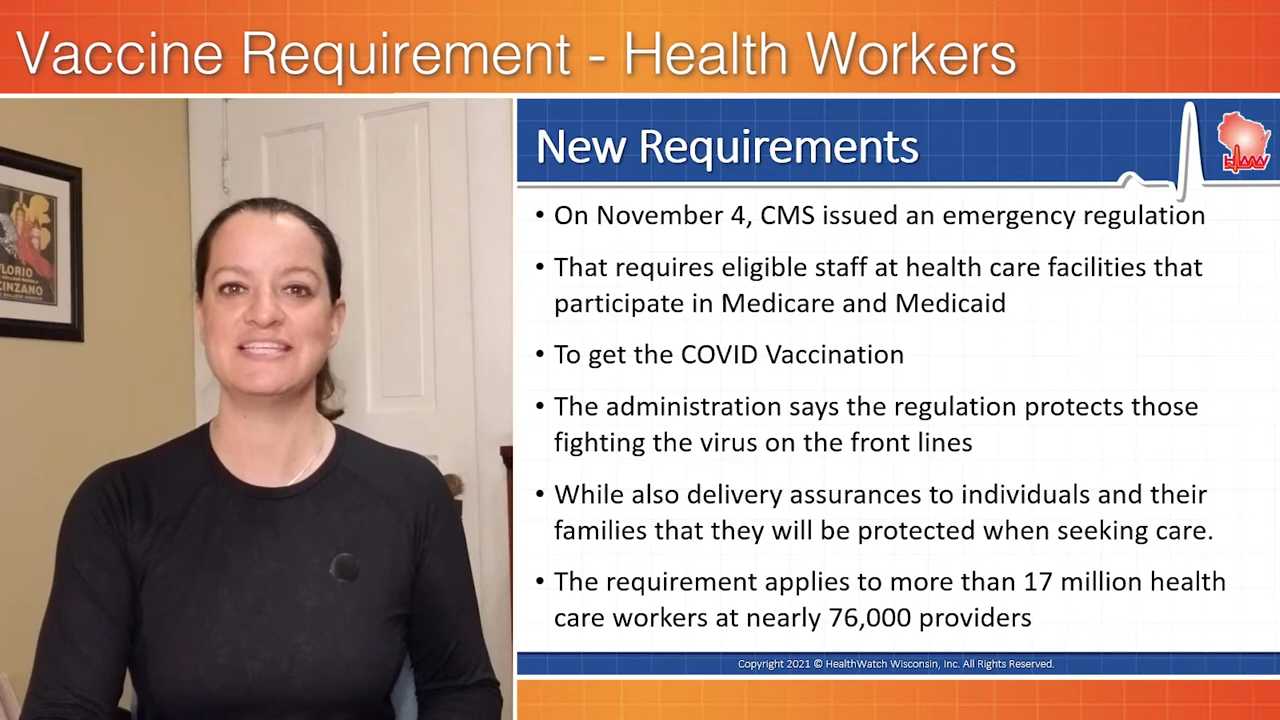 Vaccine Requirement - Health Workers
FLORIO
CINZANO
New Requirements
• On November 4, CMS issued an emergency regulation
• That requires eligible staff at health care facilities that
participate in Medicare and Medicaid
• To get the COVID Vaccination
• The administration says the regulation protects those
fighting the virus on the front lines
• While also delivery assurances to individuals and their
families that they will be protected when seeking care.
• The requirement applies to more than 17 million health
care workers at nearly 76,000 providers
Copyright 2021 © HealthWatch Wisconsin, Inc. All Rights Reserved.